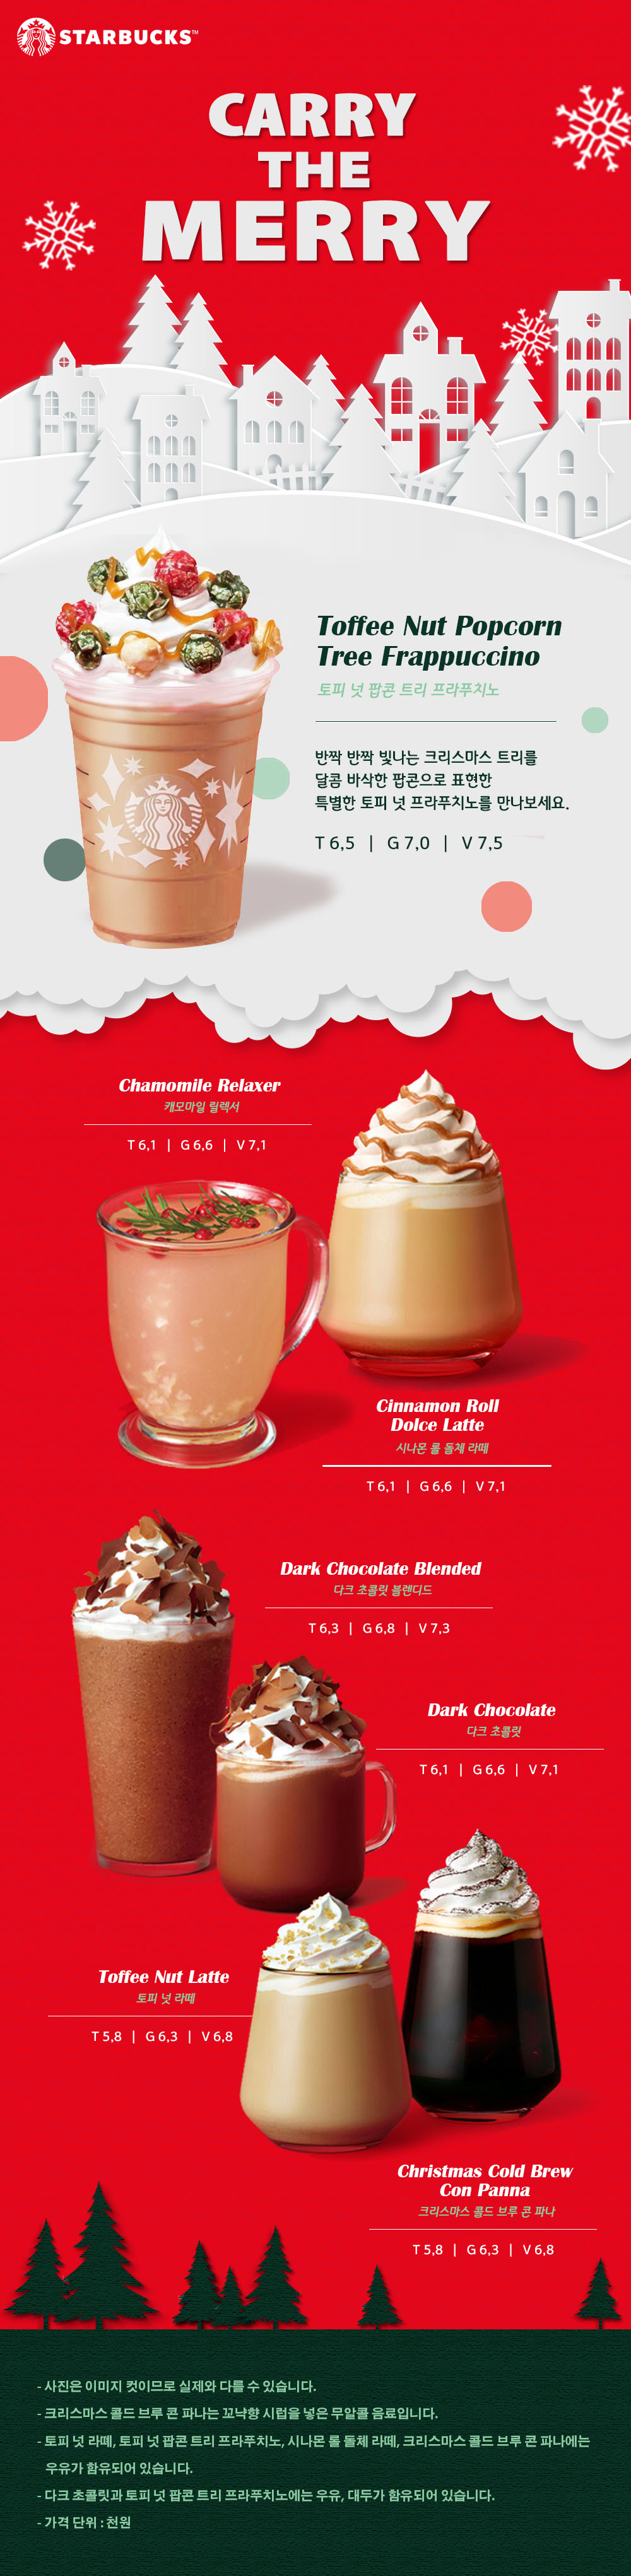 STARBUCKS™
CARRY
THE
MERRY
Toffee Nut Popcorn
Tree Frappuccino
토피 넛 팝콘 트리 프라푸치노
반짝 반짝 빛나는 크리스마스 트리를
달콤 바삭한 팝콘으로 표현한
특별한 토피 넛 프라푸치노를 만나보세요.
T 6,5 | G 7,0 | V 7,5
Chamomile Relaxer
캐모마일 릴렉서
T 6,1 | G 6,6 | V 7,1
Cinnamon Roll
Dolce Latte
시나몬 롤 돌체 라떼
T 6,1 | G 6,6 | V 7,1
Dark Chocolate Blended
다크 초콜릿 블렌디드
T 6,3 | G 6,8 | V 7,3
Dark Chocolate
다크 초콜릿
T 6,1 | G 6,6 | V 7,1
Toffee Nut Latte
토피 넛 라떼
T 5,8 | G 6,3 | V 6,8
Christmas Cold Brew
Con Panna
크리스마스 콜드 브루 콘 파나
T 5,8 | G 6,3 | V 6,8
- 사진은 이미지 컷이므로 실제와 다를 수 있습니다.
- 크리스마스 콜드 브루 콘 파나는 꼬냑향 시럽을 넣은 무알콜 음료입니다.
- 토피 넛 라떼, 토피 넛 팝콘 트리 프라푸치노, 시나몬 롤 돌체 라떼, 크리스마스 콜드 브루 콘 파나에는
우유가 함유되어 있습니다.
- 다크 초콜릿과 토피 넛 팝콘 트리 프라푸치노에는 우유, 대두가 함유되어 있습니다.
- 가격 단위 : 천원